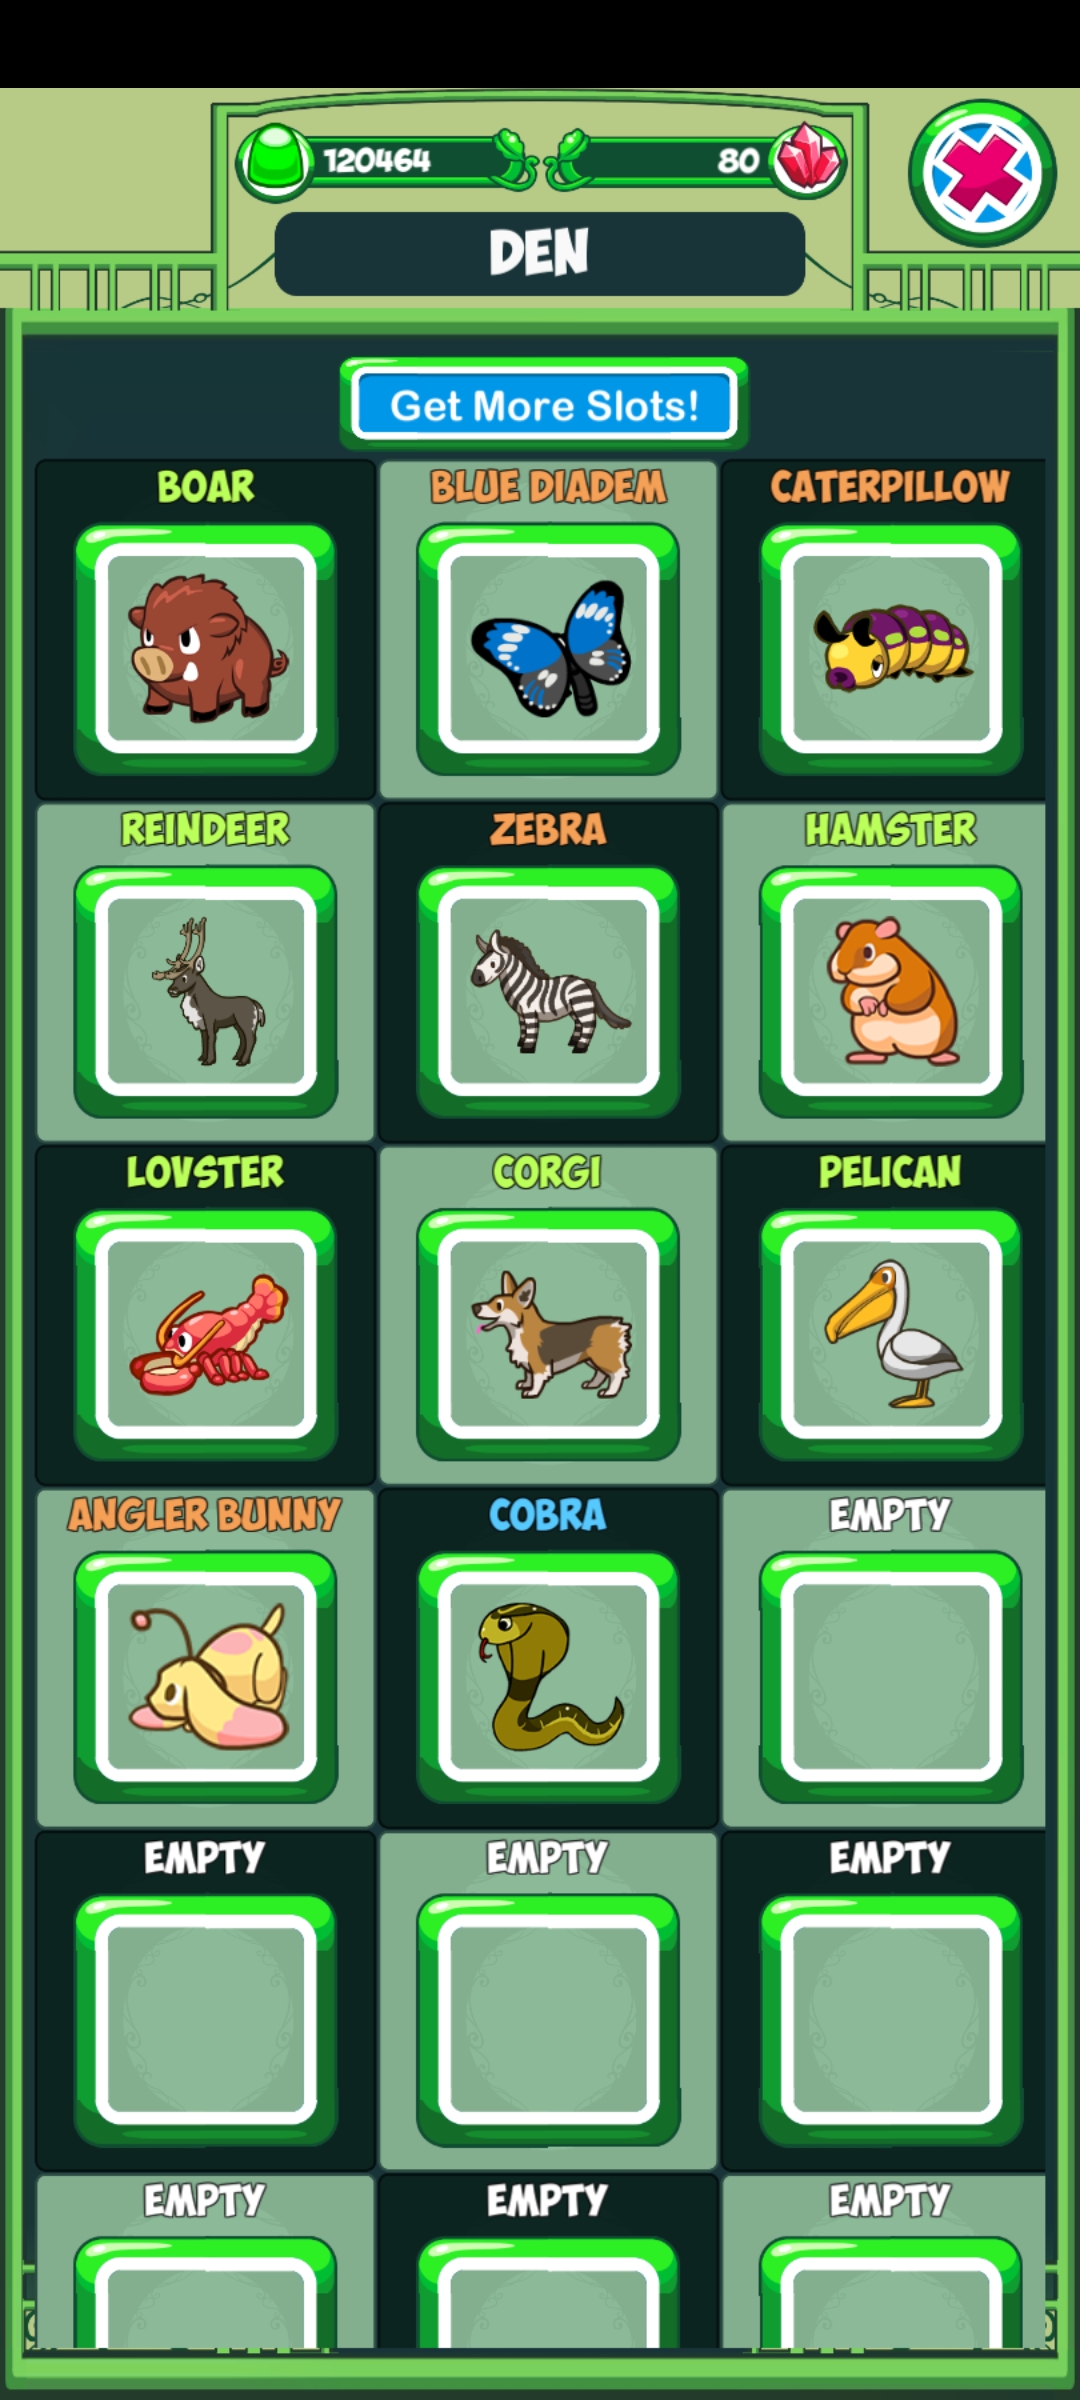 120464
80
DEN
Get More Slots!
BOAR
BLUE DIADEM
CATERPILLOW
REINDEER
ZEBRA
HAMSTER
LOVSTER
CORGI
PELICAN
ANGLER BUNNY
COBRA
EMPTY
EMPTY
EMPTY
EMPTY
EMPTY
EMPTY
EMPTY